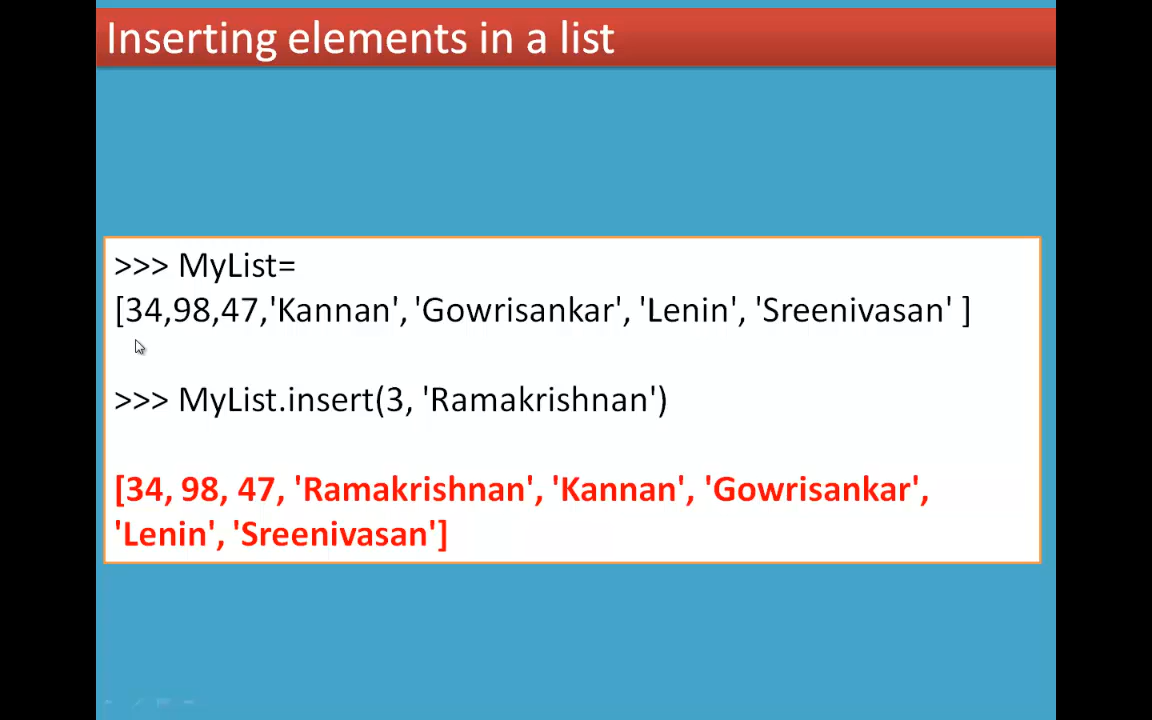 Inserting elements in a list
>>> MyList=
[34,98,47,'Kannan', 'Gowrisankar', 'Lenin', 'Sreenivasan' ]
>>> MyList.insert(3, 'Ramakrishnan')
[34, 98, 47, 'Ramakrishnan', 'Kannan', 'Gowrisankar',
'Lenin', 'Sreenivasan']